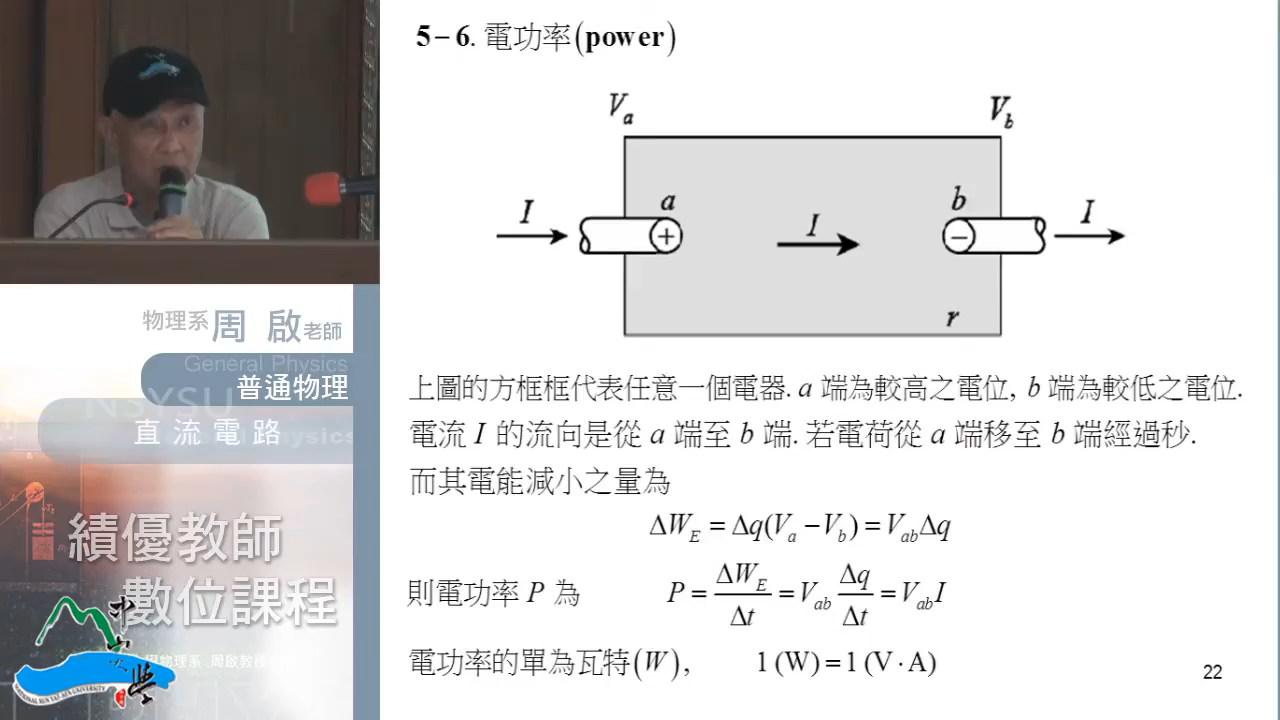 5－6. 電功率(power)
V_a
V_b
I
a
+
I
b
−
I
r
上圖的方框框代表任意一個電器. a 端為較高之電位, b 端為較低之電位.
電流 I 的流向是從 a 端至 b 端. 若電荷從 a 端移至 b 端經過秒.
而其電能減小之量為
ΔW_E = Δq(V_a − V_b) = V_abΔq
則電功率 P 為 P = ΔW_E/Δt = V_ab Δq/Δt = V_ab I
電功率的單為瓦特(W), 1 (W) = 1 (V · A)
22
物理系 周 啟 老師
General Physics
普通物理
NSYSU
直流電路
績優教師
數位課程
NATIONAL SUN YAT-SEN UNIVERSITY